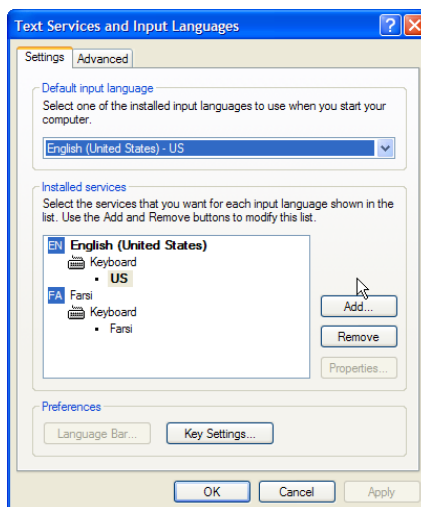 Text Services and Input Languages
Settings
Advanced
Default input language
Select one of the installed input languages to use when you start your
computer.
English (United States) - US
Installed services
Select the services that you want for each input language shown in the
list. Use the Add and Remove buttons to modify this list.
EN English (United States)
Keyboard
• US
FA Farsi
Keyboard
• Farsi
Add...
Remove
Properties...
Preferences
Language Bar...
Key Settings...
OK
Cancel
Apply